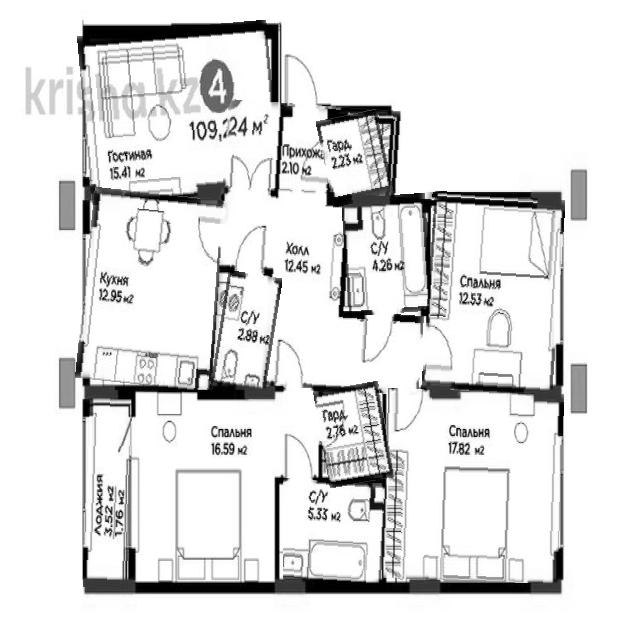 krisha.kz
4
109,224 м²
Гостиная
15.41 м2
Прихожа
2.10 м2
Гард.
2.23 м2
Кухня
12.95 м2
Холл
12.45 м2
С/У
4.26 м2
Спальня
12.53 м2
С/У
2.88 м2
Спальня
16.59 м2
Гард.
2.76 м2
Спальня
17.82 м2
Лоджия
3.52 м2
1.76 м2
С/У
5.33 м2